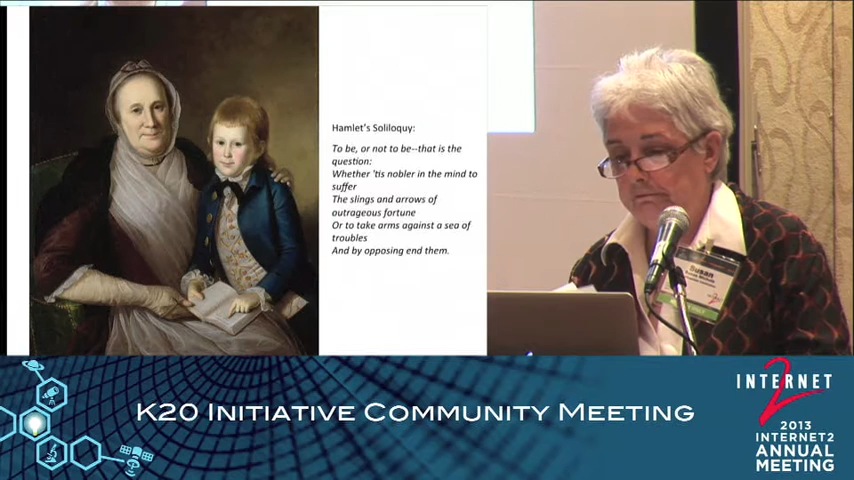 Hamlet's Soliloquy:
To be, or not to be--that is the
question:
Whether 'tis nobler in the mind to
suffer
The slings and arrows of
outrageous fortune
Or to take arms against a sea of
troubles
And by opposing end them.
Susan
K20 INITIATIVE COMMUNITY MEETING
INTERNET
2
2013
INTERNET2
ANNUAL
MEETING